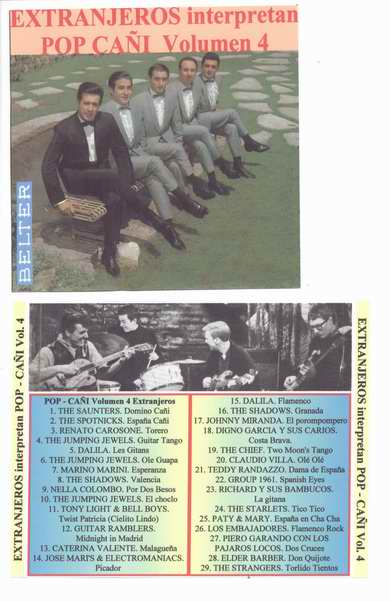 EXTRANJEROS interpretan
POP CAÑI Volumen 4
BELTER
EXTRANJEROS interpretan POP - CAÑI Vol. 4
POP - CAÑI Volumen 4 Extranjeros
1. THE SAUNTERS. Domino Cañi
2. THE SPOTNICKS. España Cañi
3. RENATO CAROSONE. Torero
4. THE JUMPING JEWELS. Guitar Tango
5. DALILA. Les Gitans
6. THE JUMPING JEWELS. Ole Guapa
7. MARINO MARINI. Esperanza
8. THE SHADOWS. Valencia
9. NELLA COLOMBO. Por Dos Besos
10. THE JUMPING JEWELS. El choclo
11. TONY LIGHT & BELL BOYS.
Twist Patricia (Cielito Lindo)
12. GUITAR RAMBLERS.
Midnight in Madrid
13. CATERINA VALENTE. Malagueña
14. JOSE MARI'S & ELECTROMANIACS.
Picador
15. DALILA. Flamenco
16. THE SHADOWS. Granada
17. JOHNNY MIRANDA. El porompompero
18. DIGNO GARCIA Y SUS CARIOS.
Costa Brava.
19. THE CHIEF. Two Moon's Tango
20. CLAUDIO VILLA. Olé Olé
21. TEDDY RANDAZZO. Dama de España
22. GROUP 1961. Spanish Eyes
23. RICHARD Y SUS BAMBUCOS.
La gitana
24. THE STARLETS. Tico Tico
25. PATY & MARY. España en Cha Cha
26. LOS EMBAJADORES. Flamenco Rock
27. PIERO GARANDO CON LOS
PAJAROS LOCOS. Dos Cruces
28. ELDER BARBER. Don Quijote
29. THE STRANGERS. Torlido Tientos
EXTRANJEROS interpretan POP - CAÑI Vol. 4